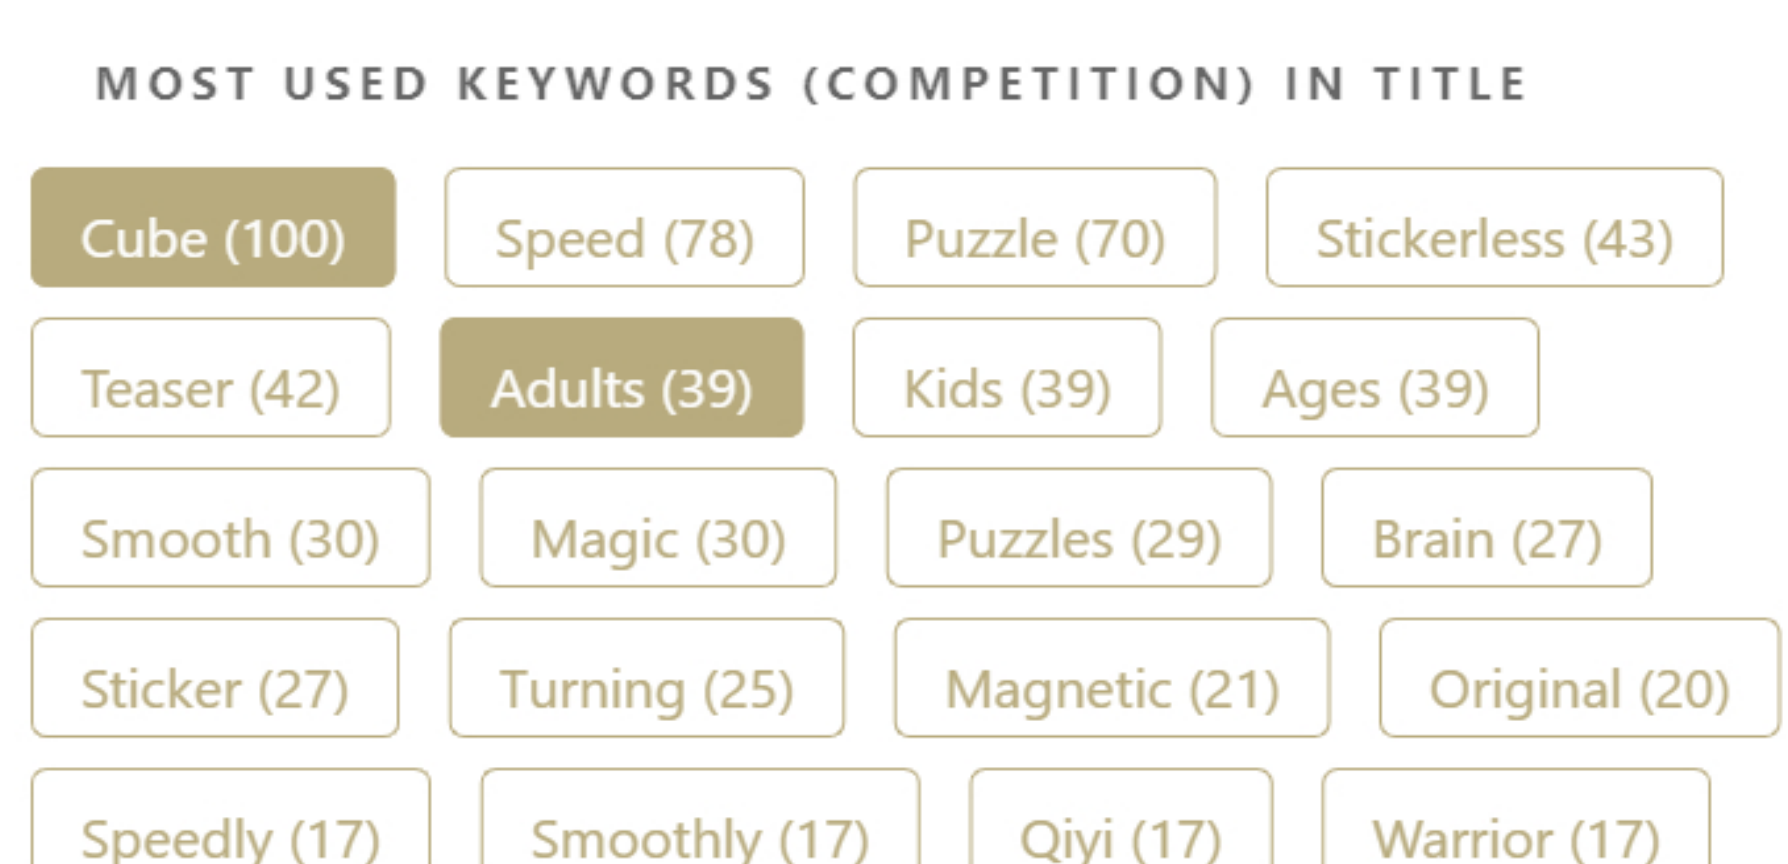 MOST USED KEYWORDS (COMPETITION) IN TITLE
Cube (100) Speed (78) Puzzle (70) Stickerless (43)
Teaser (42) Adults (39) Kids (39) Ages (39)
Smooth (30) Magic (30) Puzzles (29) Brain (27)
Sticker (27) Turning (25) Magnetic (21) Original (20)
Speedly (17) Smoothly (17) Qiyi (17) Warrior (17)